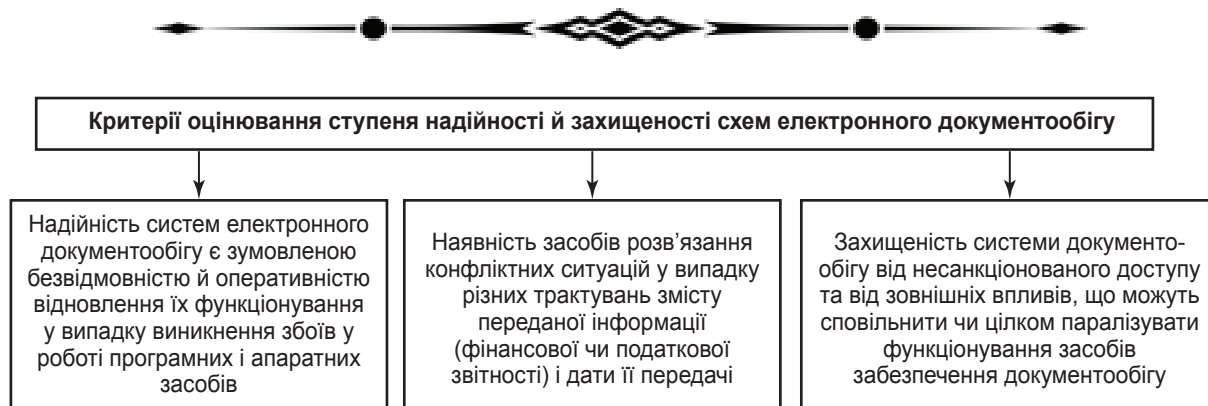 Критерії оцінювання ступеня надійності й захищеності схем електронного документообігу
Надійність систем електронного
документообігу є зумовленою
безвідмовністю й оперативністю
відновлення їх функціонування
у випадку виникнення збоїв у
роботі програмних і апаратних
засобів
Наявність засобів розв’язання
конфліктних ситуацій у випадку
різних трактувань змісту
переданої інформації
(фінансової чи податкової
звітності) і дати її передачі
Захищеність системи документо-
обігу від несанкціонованого доступу
та від зовнішніх впливів, що можуть
сповільнити чи цілком паралізувати
функціонування засобів
забезпечення документообігу